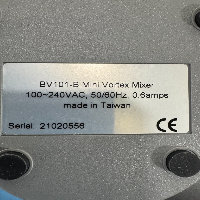 BV101-B Mini Vortex Mixer
100~240VAC, 50/60Hz, 0.6amps
made in Taiwan
Serial: 21020556 CE